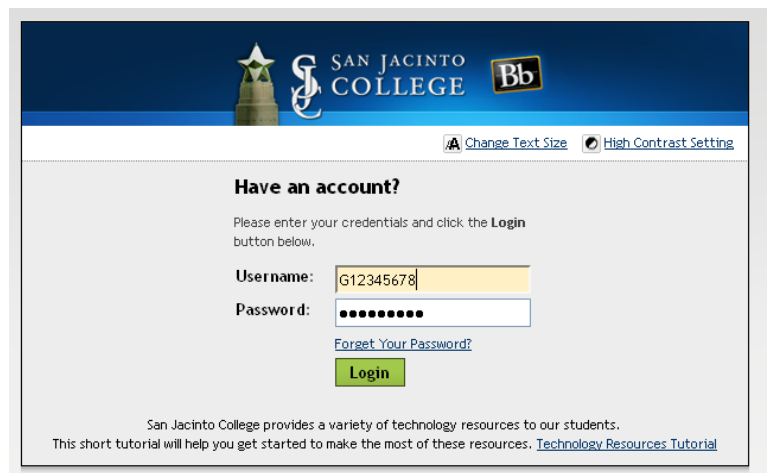 SJC SAN JACINTO COLLEGE Bb
Change Text Size High Contrast Setting
Have an account?
Please enter your credentials and click the Login
button below.
Username: G12345678
Password: ●●●●●●●●●
Forget Your Password?
Login
San Jacinto College provides a variety of technology resources to our students.
This short tutorial will help you get started to make the most of these resources. Technology Resources Tutorial